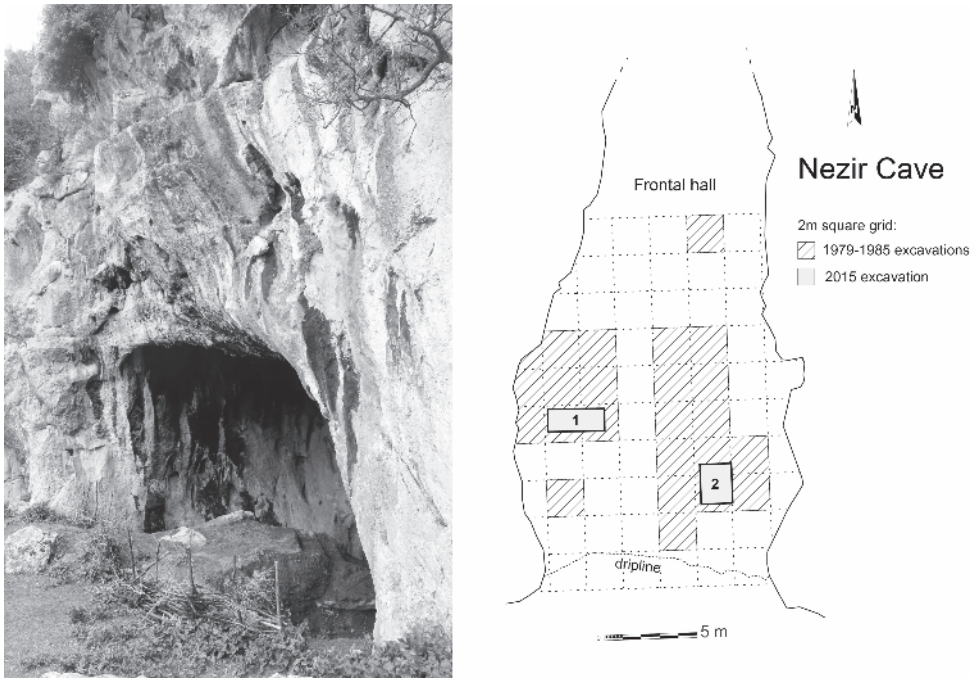 Frontal hall
Nezir Cave
2m square grid:
1979-1985 excavations
2015 excavation
1
2
dripline
5 m